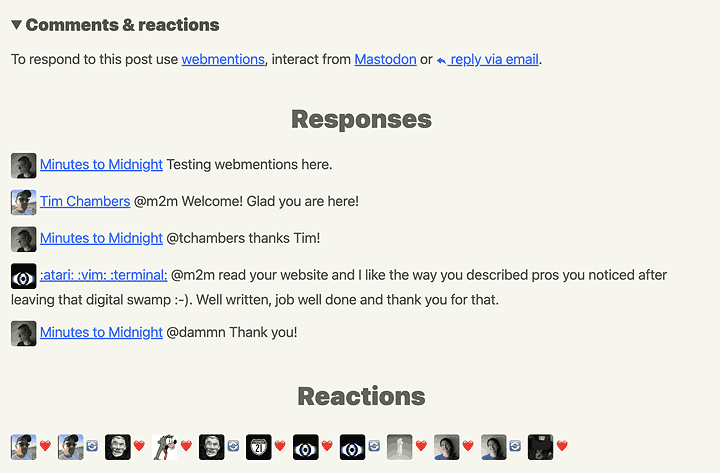 ▼ Comments & reactions
To respond to this post use webmentions, interact from Mastodon or reply via email.
Responses
Minutes to Midnight Testing webmentions here.
Tim Chambers @m2m Welcome! Glad you are here!
Minutes to Midnight @tchambers thanks Tim!
:atari: :vim: :terminal: @m2m read your website and I like the way you described pros you noticed after
leaving that digital swamp :-). Well written, job well done and thank you for that.
Minutes to Midnight @dammn Thank you!
Reactions
21